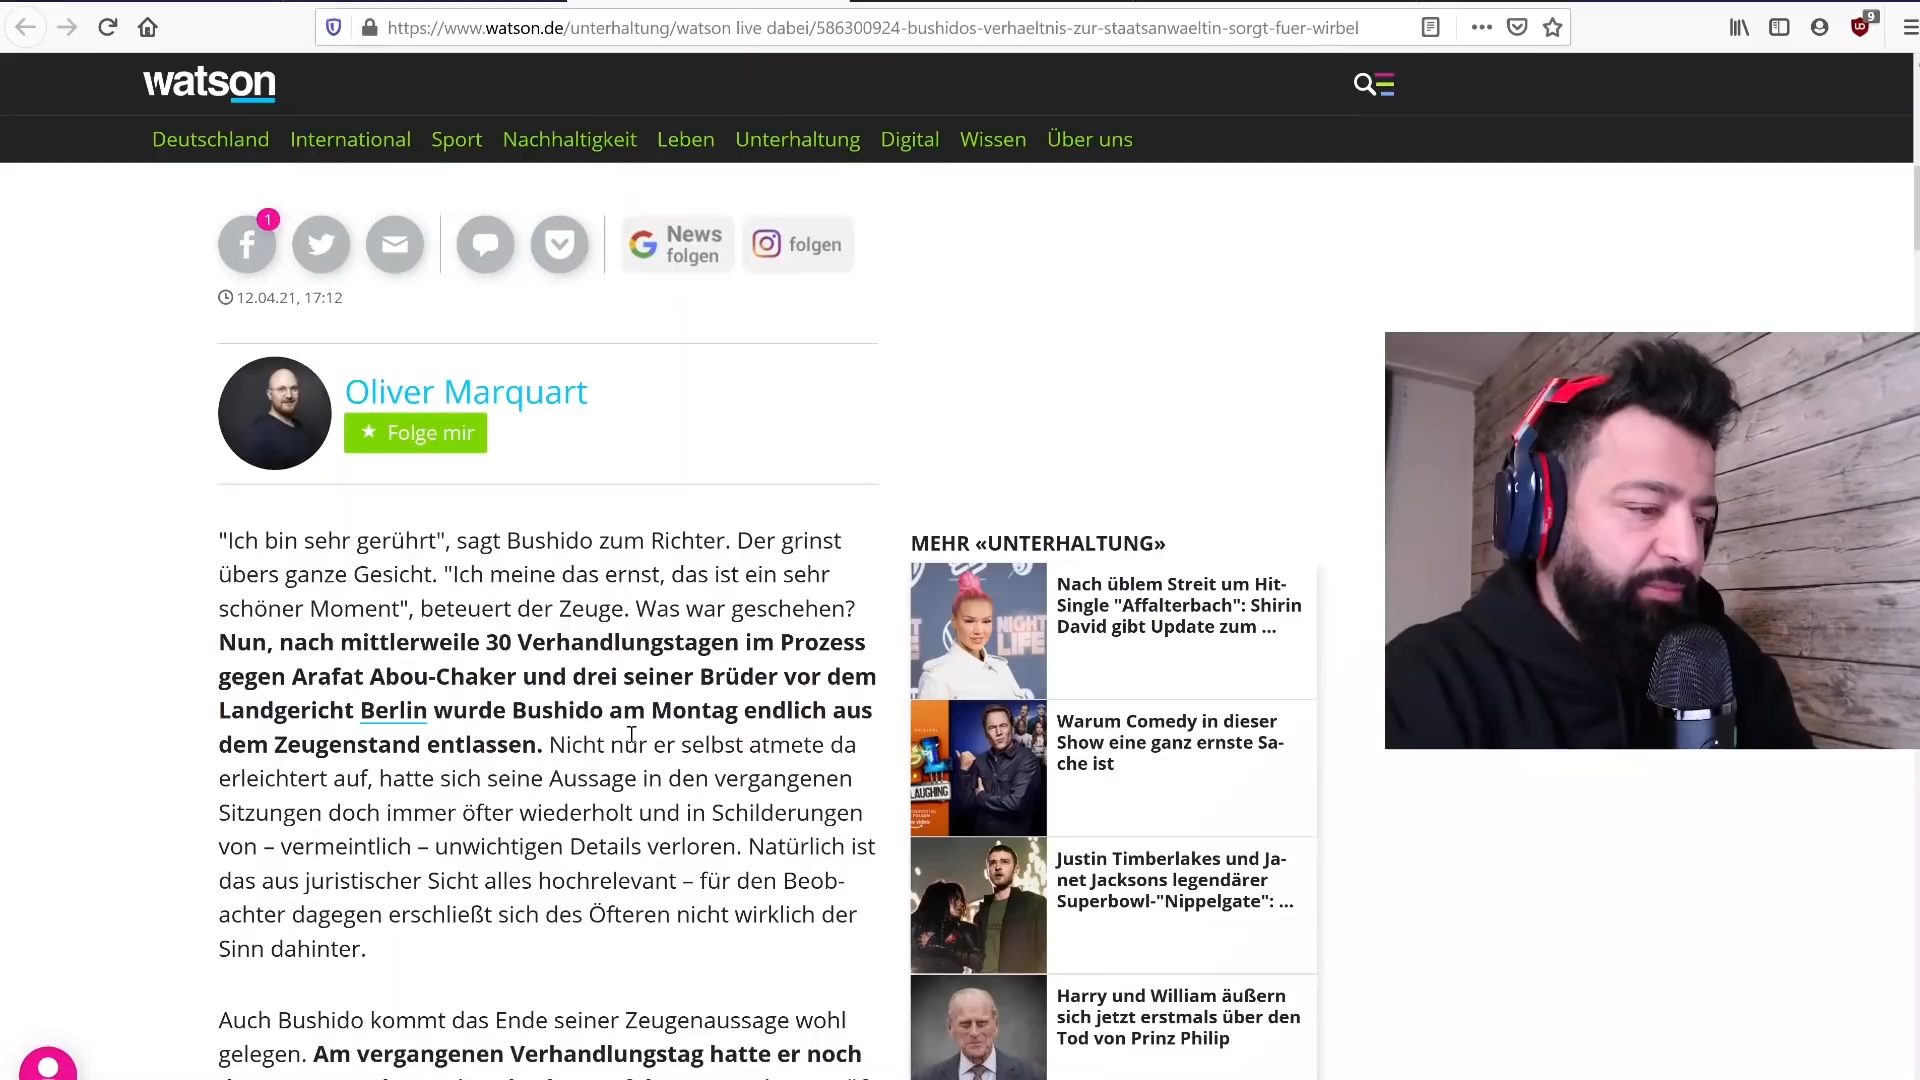 https://www.watson.de/unterhaltung/watson live dabei/586300924-bushidos-verhaeltnis-zur-staatsanwaeltin-sorgt-fuer-wirbel
9
watson
Deutschland International Sport Nachhaltigkeit Leben Unterhaltung Digital Wissen Über uns
1
News folgen
folgen
12.04.21, 17:12
Oliver Marquart
Folge mir
"Ich bin sehr gerührt", sagt Bushido zum Richter. Der grinst
übers ganze Gesicht. "Ich meine das ernst, das ist ein sehr
schöner Moment", beteuert der Zeuge. Was war geschehen?
Nun, nach mittlerweile 30 Verhandlungstagen im Prozess
gegen Arafat Abou-Chaker und drei seiner Brüder vor dem
Landgericht Berlin wurde Bushido am Montag endlich aus
dem Zeugenstand entlassen. Nicht nur er selbst atmete da
erleichtert auf, hatte sich seine Aussage in den vergangenen
Sitzungen doch immer öfter wiederholt und in Schilderungen
von – vermeintlich – unwichtigen Details verloren. Natürlich ist
das aus juristischer Sicht alles hochrelevant – für den Beob-
achter dagegen erschließt sich des Öfteren nicht wirklich der
Sinn dahinter.
Auch Bushido kommt das Ende seiner Zeugenaussage wohl
gelegen. Am vergangenen Verhandlungstag hatte er noch
MEHR «UNTERHALTUNG»
NIGHT
LIFE
Nach üblem Streit um Hit-
Single "Affalterbach": Shirin
David gibt Update zum ...
LAUGHING
Warum Comedy in dieser
Show eine ganz ernste Sa-
che ist
Justin Timberlakes und Ja-
net Jacksons legendärer
Superbowl-"Nippelgate": ...
Harry und William äußern
sich jetzt erstmals über den
Tod von Prinz Philip